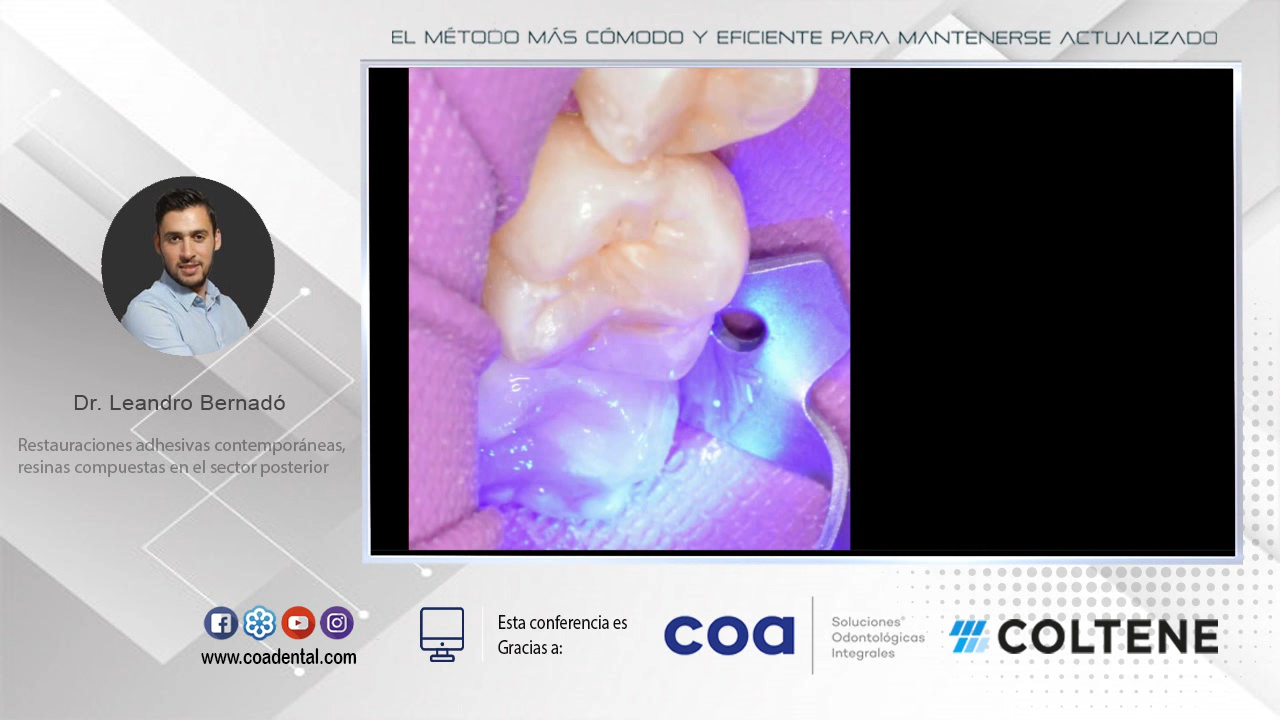 EL MÉTODO MÁS CÓMODO Y EFICIENTE PARA MANTENERSE ACTUALIZADO
Dr. Leandro Bernadó
Restauraciones adhesivas contemporáneas,
resinas compuestas en el sector posterior
www.coadental.com
Esta conferencia es
Gracias a:
coa
Soluciones®
Odontológicas
Integrales
COLTENE